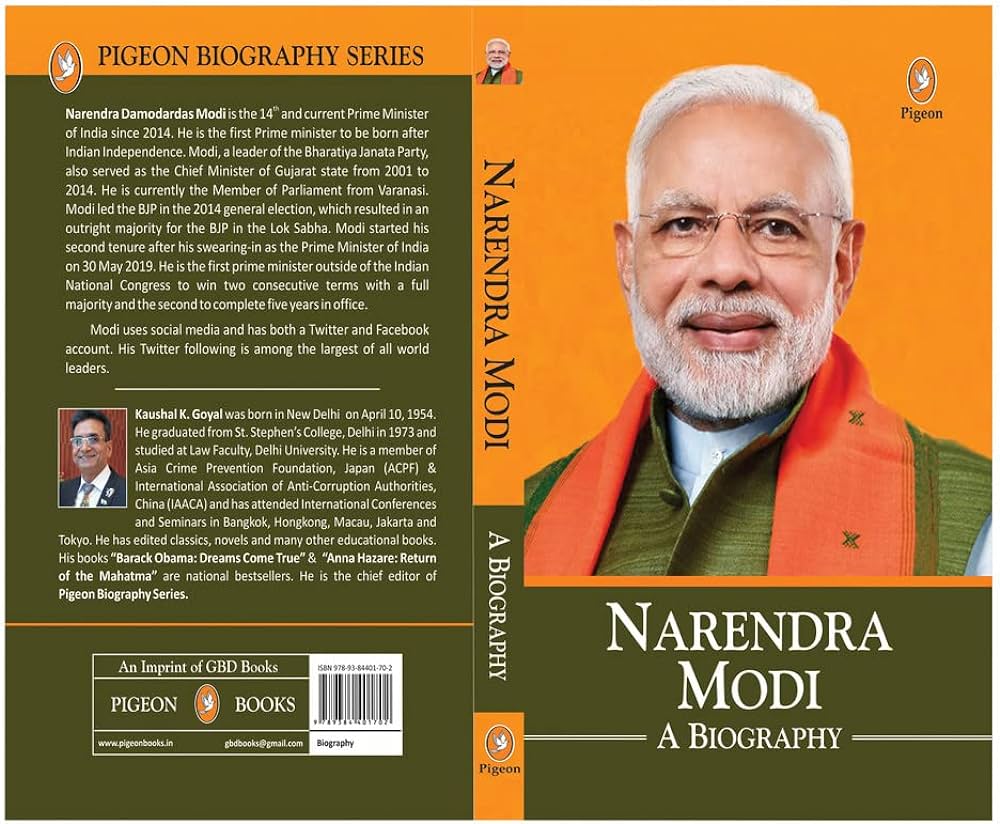 PIGEON BIOGRAPHY SERIES
Narendra Damodardas Modi is the 14th and current Prime Minister
of India since 2014. He is the first Prime minister to be born after
Indian Independence. Modi, a leader of the Bharatiya Janata Party,
also served as the Chief Minister of Gujarat state from 2001 to
2014. He is currently the Member of Parliament from Varanasi.
Modi led the BJP in the 2014 general election, which resulted in an
outright majority for the BJP in the Lok Sabha. Modi started his
second tenure after his swearing-in as the Prime Minister of India
on 30 May 2019. He is the first prime minister outside of the Indian
National Congress to win two consecutive terms with a full
majority and the second to complete five years in office.
Modi uses social media and has both a Twitter and Facebook
account. His Twitter following is among the largest of all world
leaders.
Kaushal K. Goyal was born in New Delhi on April 10, 1954.
He graduated from St. Stephen's College, Delhi in 1973 and
studied at Law Faculty, Delhi University. He is a member of
Asia Crime Prevention Foundation, Japan (ACPF) &
International Association of Anti-Corruption Authorities,
China (IAACA) and has attended International Conferences
and Seminars in Bangkok, Hongkong, Macau, Jakarta and
Tokyo. He has edited classics, novels and many other educational books.
His books "Barack Obama: Dreams Come True" & "Anna Hazare: Return
of the Mahatma" are national bestsellers. He is the chief editor of
Pigeon Biography Series.
An Imprint of GBD Books
PIGEON BOOKS
www.pigeonbooks.in gbdbooks@gmail.com
ISBN 978-93-84401-70-2
9 789384 401702
Biography
NARENDRA MODI
A BIOGRAPHY
Pigeon
Pigeon
NARENDRA
MODI
A BIOGRAPHY